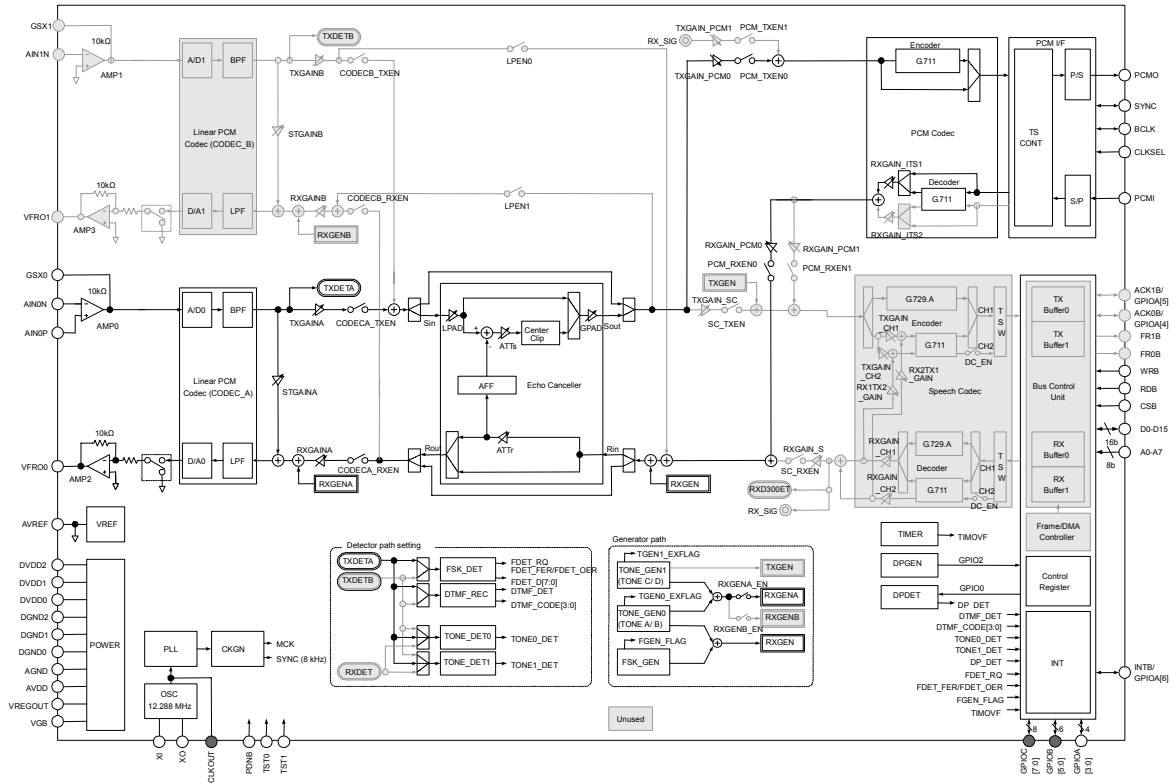 GSX1
AIN1N
10kΩ
AMP1
A/D1
BPF
Linear PCM
Codec (CODEC_B)
D/A1
LPF
TXDETB
TXGAINB
CODECB_TXEN
STGAINB
RXGAINB
CODECB_RXEN
RXGENB
LPEN0
LPEN1
VFRO1
10kΩ
AMP3
RX_SIG
TXGAIN_PCM1
PCM_TXEN1
TXGAIN_PCM0
PCM_TXEN0
Encoder
G.711
PCM Codec
RXGAIN_ITS1
Decoder
G.711
RXGAIN_ITS2
PCM I/F
TS
CONT
P/S
S/P
PCMO
SYNC
BCLK
CLKSEL
PCMI
RXGAIN_PCM0
RXGAIN_PCM1
PCM_RXEN0
PCM_RXEN1
GSX0
AIN0N
AIN0P
10kΩ
AMP0
A/D0
BPF
Linear PCM
Codec (CODEC_A)
D/A0
LPF
TXDETA
TXGAINA
CODECA_TXEN
STGAINA
RXGAINA
CODECA_RXEN
RXGENA
VFRO0
10kΩ
AMP2
Sin
LPAD
ATTs
Center
Clip
GPAD
Sout
AFF
Echo Canceller
Rout
ATTr
Rin
RXGEN
TXGEN
TXGAIN_SC
SC_TXEN
RXGAIN_S
SC_RXEN
RXD300ET
RX_SIG
G.729.A
Encoder
G.711
TXGAIN
_CH1
TXGAIN
_CH2
RX2TX1
_GAIN
RX1TX2
_GAIN
CH1
CH2
DC_EN
T
S
W
Speech Codec
RXGAIN
_CH1
G.729.A
Decoder
RXGAIN
_CH2
G.711
CH1
CH2
DC_EN
T
S
W
TX
Buffer0
TX
Buffer1
Bus Control
Unit
RX
Buffer0
RX
Buffer1
Frame/DMA
Controller
Control
Register
INT
ACK1B/
GPIOA[5]
ACK0B/
GPIOA[4]
FR1B
FR0B
WRB
RDB
CSB
D0-D15
16b
A0-A7
8b
INTB/
GPIOA[6]
AVREF
VREF
DVDD2
DVDD1
DVDD0
DGND2
DGND1
DGND0
AGND
AVDD
VREGOUT
VGB
POWER
PLL
CKGN
MCK
SYNC (8 kHz)
OSC
12.288 MHz
XI
XO
CLKOUT
PDNB
TST0
TST1
Detector path setting
TXDETA
TXDETB
RXDET
FSK_DET
FDET_RQ
FDET_FER/FDET_OER
FDET_D[7:0]
DTMF_REC
DTMF_DET
DTMF_CODE[3:0]
TONE_DET0
TONE0_DET
TONE_DET1
TONE1_DET
Generator path
TGEN1_EXFLAG
TONE_GEN1
(TONE C/ D)
TGEN0_EXFLAG
TONE_GEN0
(TONE A/ B)
FGEN_FLAG
FSK_GEN
TXGEN
RXGENA_EN
RXGENA
RXGENB
RXGENB_EN
RXGEN
Unused
TIMER
TIMOVF
DPGEN
GPIO2
DPDET
GPIO0
DP_DET
DTMF_DET
DTMF_CODE[3:0]
TONE0_DET
TONE1_DET
DP_DET
FDET_RQ
FDET_FER/FDET_OER
FGEN_FLAG
TIMOVF
8
6
4
GPIOC
[7:0]
GPIOB
[5:0]
GPIOA
[3:0]